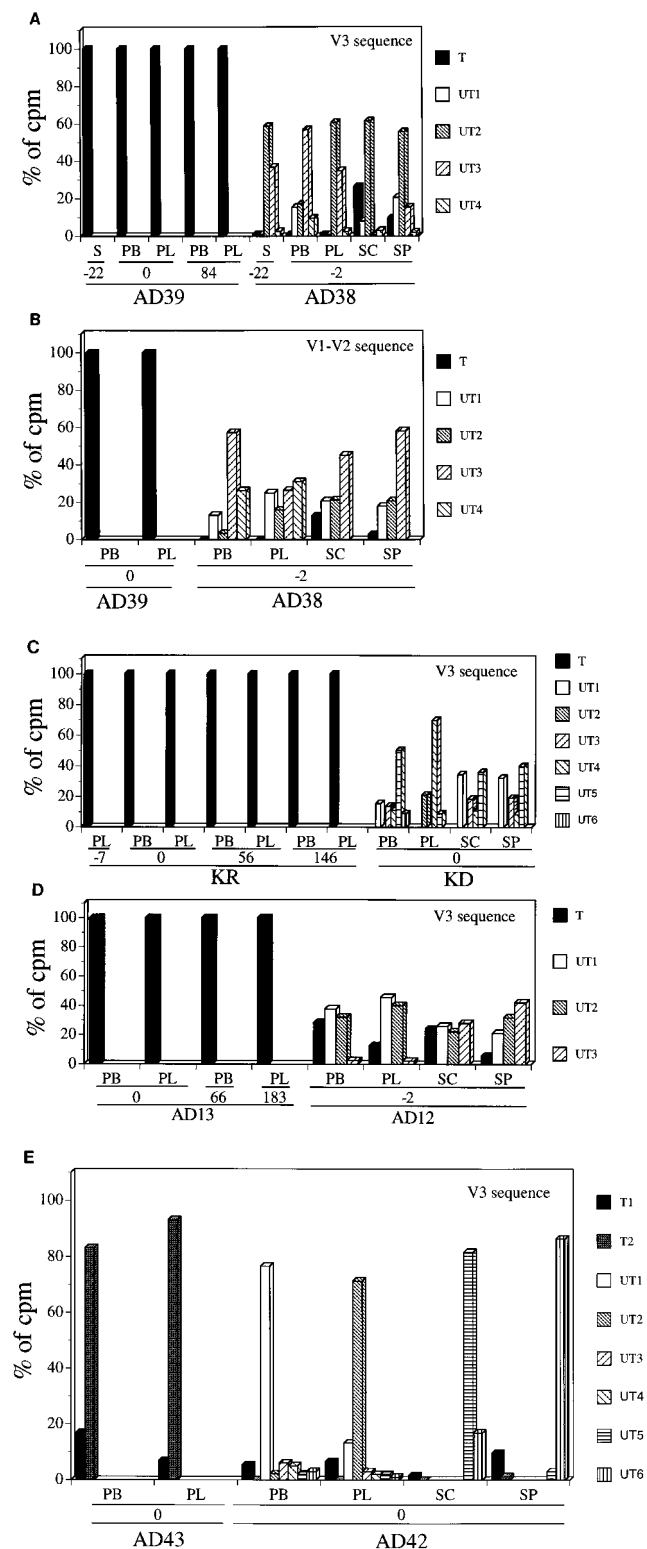 A
V3 sequence
100
80
60
40
20
0
% of cpm
T
UT1
UT2
UT3
UT4
S PB PL PB PL S PB PL SC SP
-22 0 84 -22 -2
AD39 AD38
B
V1-V2 sequence
100
80
60
40
20
0
% of cpm
T
UT1
UT2
UT3
UT4
PB PL PB PL SC SP
0 -2
AD39 AD38
C
V3 sequence
100
80
60
40
20
0
% of cpm
T
UT1
UT2
UT3
UT4
UT5
UT6
PL PB PL PB PL PB PL PB PL SC SP
-7 0 56 146 0
KR KD
D
V3 sequence
100
80
60
40
20
0
% of cpm
T
UT1
UT2
UT3
PB PL PB PL PB PL SC SP
0 66 183 -2
AD13 AD12
E
V3 sequence
100
80
60
40
20
0
% of cpm
T1
T2
UT1
UT2
UT3
UT4
UT5
UT6
PB PL PB PL SC SP
0 0
AD43 AD42